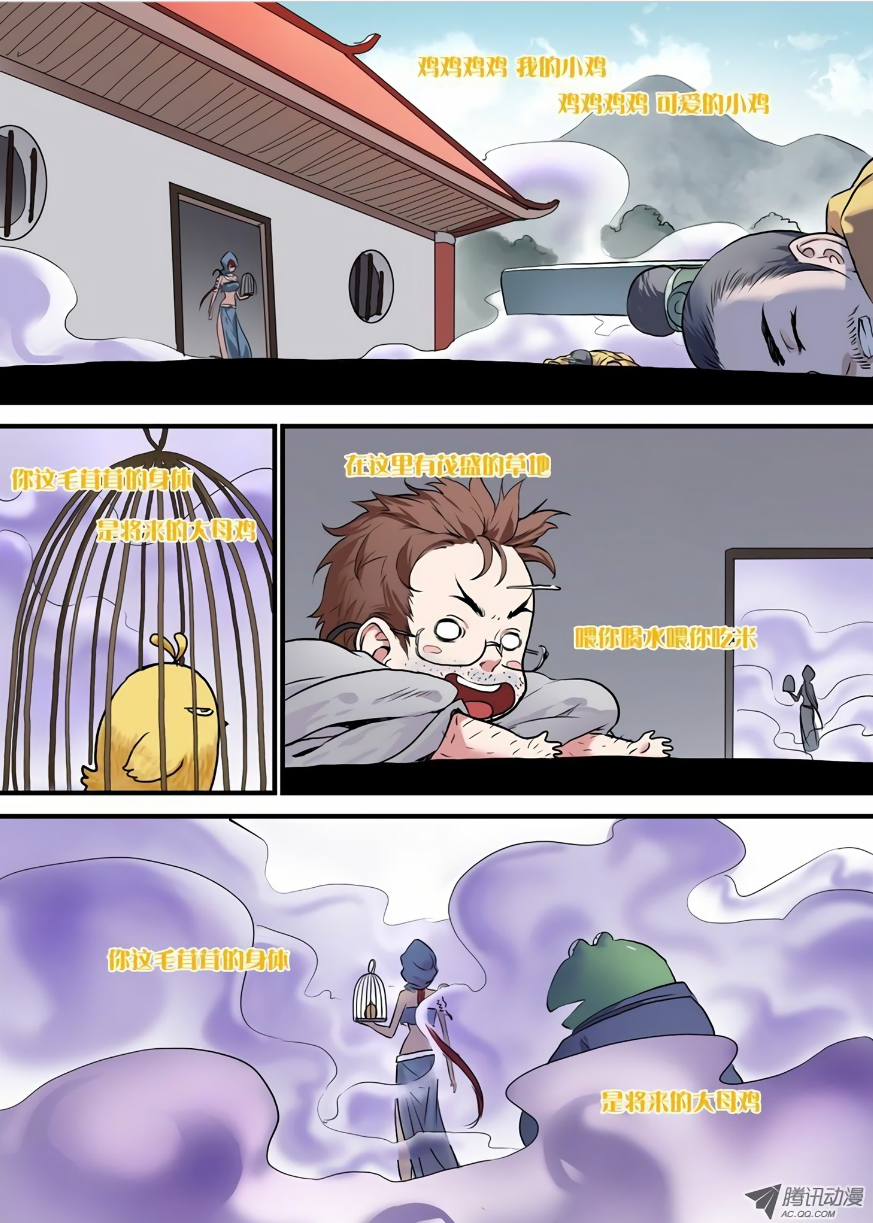 鸡鸡鸡鸡 我的小鸡
鸡鸡鸡鸡 可爱的小鸡
你这毛茸茸的身体
是将来的大母鸡
在这里有茂盛的草地
喂你喝水喂你吃米
你这毛茸茸的身体
是将来的大母鸡
腾讯动漫
AC.QQ.COM